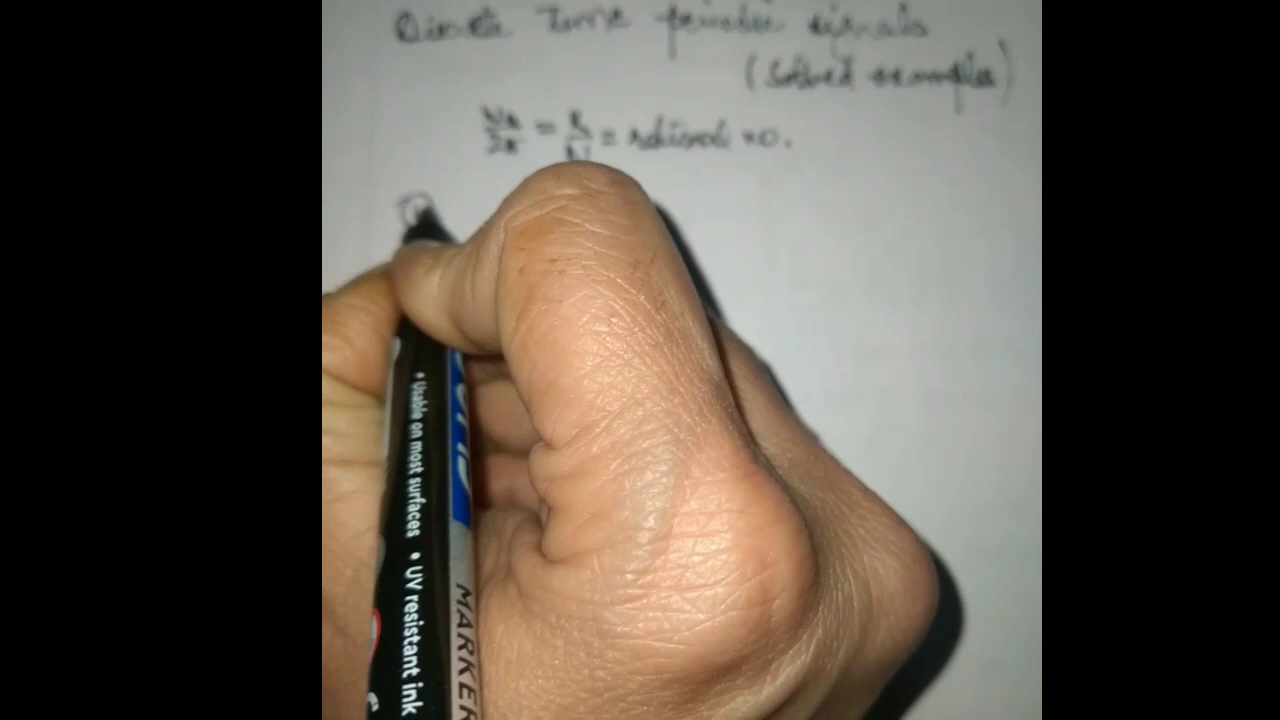 Discrete Time periodic signals
(Solved examples)
= = rational no.
• Usable on most surfaces • UV resistant ink
MARKER